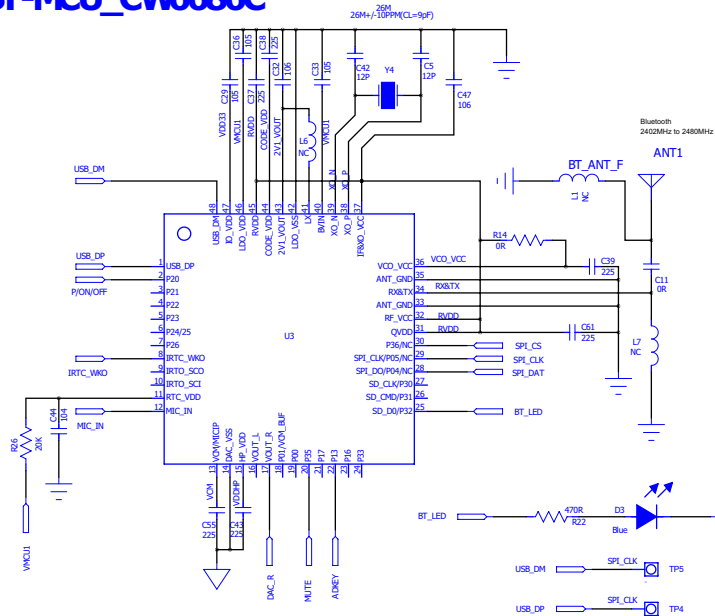 26M
26M+/-10PPM(CL=9pF)
C36
105
C38
225
C29
105
C37
225
C32
106
C33
105
C42
12P
Y4
C5
12P
C47
106
VDD33
VMCU1
RVDD
CODE_VDD
2V1_VOUT
L6
NC
VMCU1
XO_N
XO_P
Bluetooth
2402MHz to 2480MHz
ANT1
BT_ANT_F
L1
NC
USB_DM
48
47
46
45
44
43
42
41
40
39
38
37
USB_DM
IO_VDD
LDO_VDD
RVDD
CODE_VDD
2V1_VOUT
LDO_VSS
LX
BVIN
XO_N
XO_P
IF&XO_VCC
R14
0R
C39
225
C11
0R
L7
NC
C61
225
USB_DP
P/ON/OFF
IRTC_WKO
MIC_IN
1 USB_DP
2 P20
3 P21
4 P22
5 P23
6 P24/25
7 P26
8 IRTC_WKO
9 IRTO_SCO
10 IRTO_SCI
11 RTC_VDD
12 MIC_IN
U3
VCO_VCC 36 VCO_VCC
ANT_GND 35
RX&TX 34 RX&TX
ANT_GND 33
RF_VCC 32 RVDD
QVDD 31 RVDD
P36/NC 30 SPI_CS
SPI_CLK/P05/NC 29 SPI_CLK
SPI_DO/P04/NC 28 SPI_DAT
SD_CLK/P30 27
SD_CMD/P31 26
SD_D0/P32 25 BT_LED
R26
20K
C44
104
VMCU1
VCM/MICIP
DAC_VSS
HP_VDD
VOUT_L
VOUT_R
P01/VCM_BUF
P00
P35
P17
P13
P16
P33
13
14
15
16
17
18
19
20
21
22
23
24
VCM
VDDHP
C55
225
C43
225
DAC_R
MUTE
ADKEY
BT_LED
470R
R22
D3
Blue
USB_DM SPI_CLK TP5
USB_DP SPI_CLK TP4